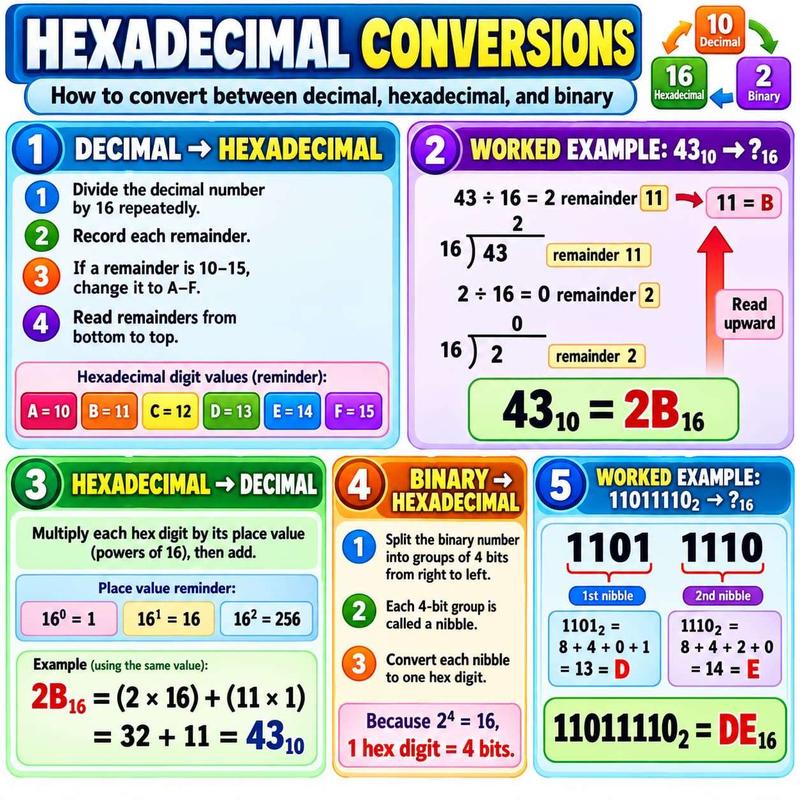 HEXADECIMAL CONVERSIONS
How to convert between decimal, hexadecimal, and binary
10
Decimal
16
Hexadecimal
2
Binary
1 DECIMAL → HEXADECIMAL
1 Divide the decimal number
by 16 repeatedly.
2 Record each remainder.
3 If a remainder is 10–15,
change it to A–F.
4 Read remainders from
bottom to top.
Hexadecimal digit values (reminder):
A = 10 B = 11 C = 12 D = 13 E = 14 F = 15
2 WORKED EXAMPLE: 43₁₀ → ?₁₆
43 ÷ 16 = 2 remainder 11 → 11 = B
2
16 ) 43 remainder 11
2 ÷ 16 = 0 remainder 2
0
16 ) 2 remainder 2
Read
upward
43₁₀ = 2B₁₆
3 HEXADECIMAL → DECIMAL
Multiply each hex digit by its place value
(powers of 16), then add.
Place value reminder:
16⁰ = 1 16¹ = 16 16² = 256
Example (using the same value):
2B₁₆ = (2 × 16) + (11 × 1)
= 32 + 11 = 43₁₀
4 BINARY →
HEXADECIMAL
1 Split the binary number
into groups of 4 bits
from right to left.
2 Each 4-bit group is
called a nibble.
3 Convert each nibble
to one hex digit.
Because 2⁴ = 16,
1 hex digit = 4 bits.
5 WORKED EXAMPLE:
11011110₂ → ?₁₆
1101 1110
1st nibble 2nd nibble
1101₂ =
8 + 4 + 0 + 1
= 13 = D
1110₂ =
8 + 4 + 2 + 0
= 14 = E
11011110₂ = DE₁₆